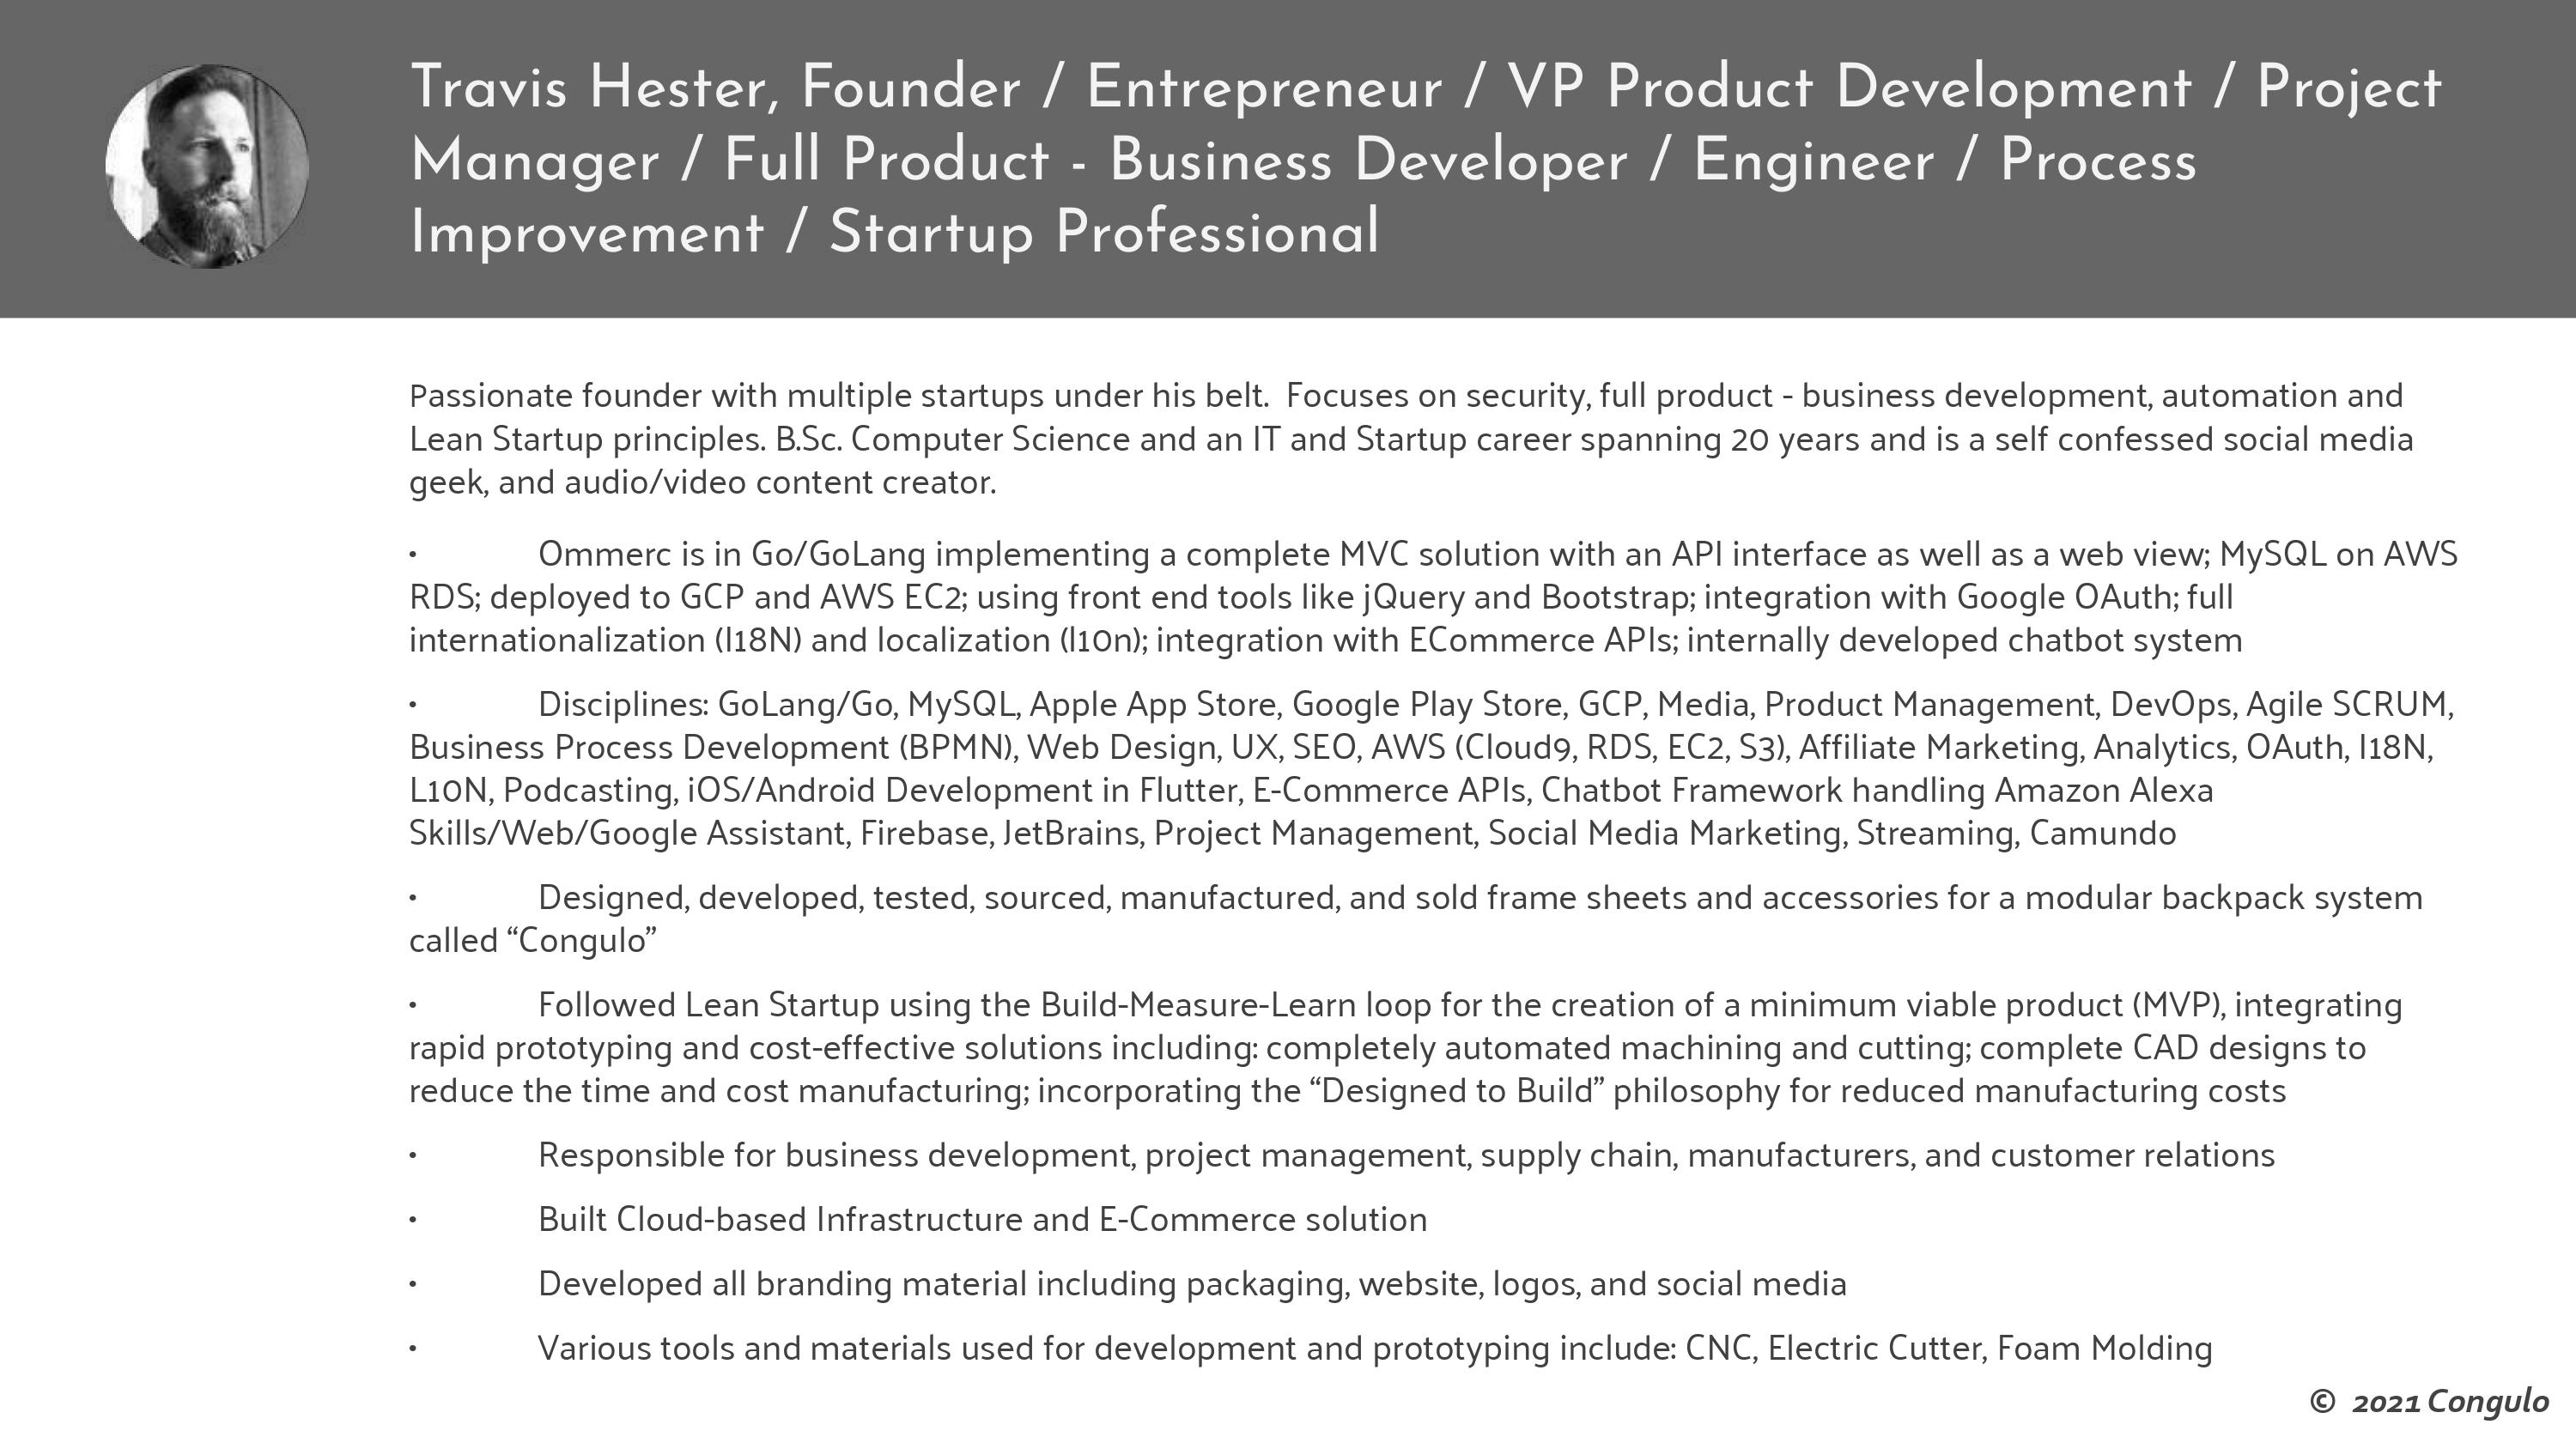 Travis Hester, Founder / Entrepreneur / VP Product Development / Project
Manager / Full Product - Business Developer / Engineer / Process
Improvement / Startup Professional
Passionate founder with multiple startups under his belt.  Focuses on security, full product - business development, automation and
Lean Startup principles. B.Sc. Computer Science and an IT and Startup career spanning 20 years and is a self confessed social media
geek, and audio/video content creator.
• Ommerc is in Go/GoLang implementing a complete MVC solution with an API interface as well as a web view; MySQL on AWS
RDS; deployed to GCP and AWS EC2; using front end tools like jQuery and Bootstrap; integration with Google OAuth; full
internationalization (I18N) and localization (l10n); integration with ECommerce APIs; internally developed chatbot system
• Disciplines: GoLang/Go, MySQL, Apple App Store, Google Play Store, GCP, Media, Product Management, DevOps, Agile SCRUM,
Business Process Development (BPMN), Web Design, UX, SEO, AWS (Cloud9, RDS, EC2, S3), Affiliate Marketing, Analytics, OAuth, I18N,
L10N, Podcasting, iOS/Android Development in Flutter, E-Commerce APIs, Chatbot Framework handling Amazon Alexa
Skills/Web/Google Assistant, Firebase, JetBrains, Project Management, Social Media Marketing, Streaming, Camundo
• Designed, developed, tested, sourced, manufactured, and sold frame sheets and accessories for a modular backpack system
called “Congulo”
• Followed Lean Startup using the Build-Measure-Learn loop for the creation of a minimum viable product (MVP), integrating
rapid prototyping and cost-effective solutions including: completely automated machining and cutting; complete CAD designs to
reduce the time and cost manufacturing; incorporating the “Designed to Build” philosophy for reduced manufacturing costs
• Responsible for business development, project management, supply chain, manufacturers, and customer relations
• Built Cloud-based Infrastructure and E-Commerce solution
• Developed all branding material including packaging, website, logos, and social media
• Various tools and materials used for development and prototyping include: CNC, Electric Cutter, Foam Molding
© 2021 Congulo